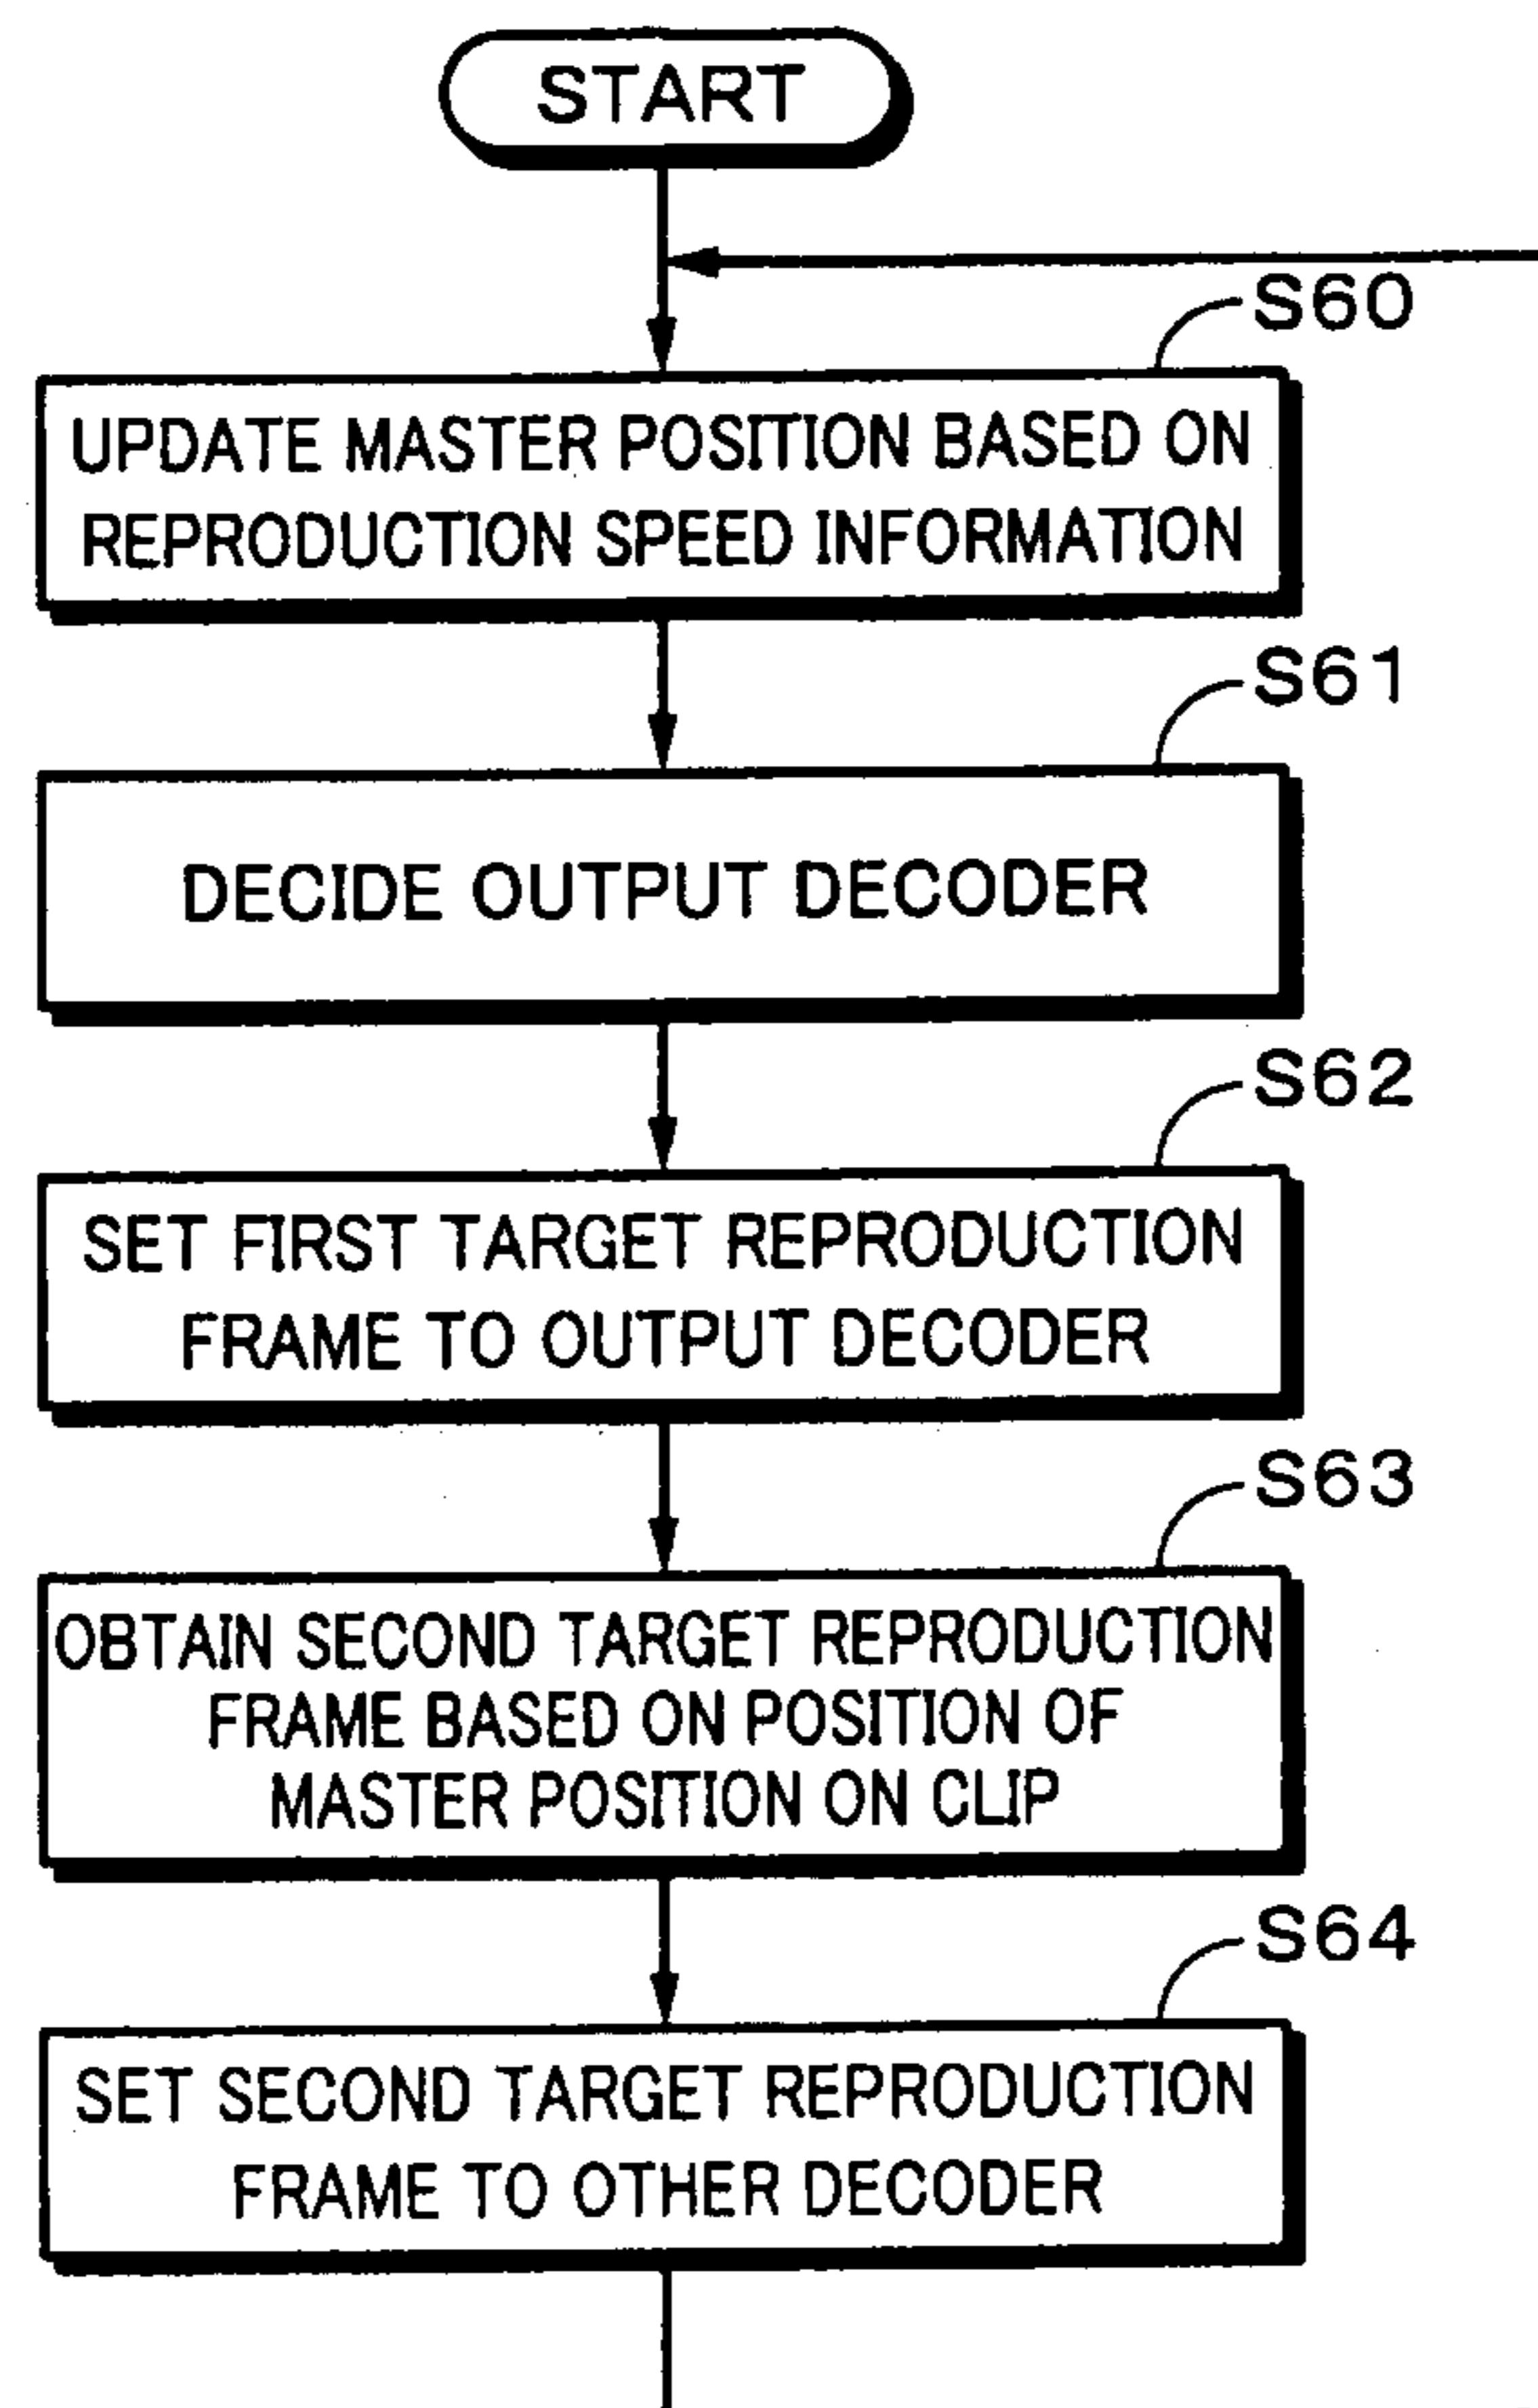 START
S60
UPDATE MASTER POSITION BASED ON
REPRODUCTION SPEED INFORMATION
S61
DECIDE OUTPUT DECODER
S62
SET FIRST TARGET REPRODUCTION
FRAME TO OUTPUT DECODER
S63
OBTAIN SECOND TARGET REPRODUCTION
FRAME BASED ON POSITION OF
MASTER POSITION ON CLIP
S64
SET SECOND TARGET REPRODUCTION
FRAME TO OTHER DECODER